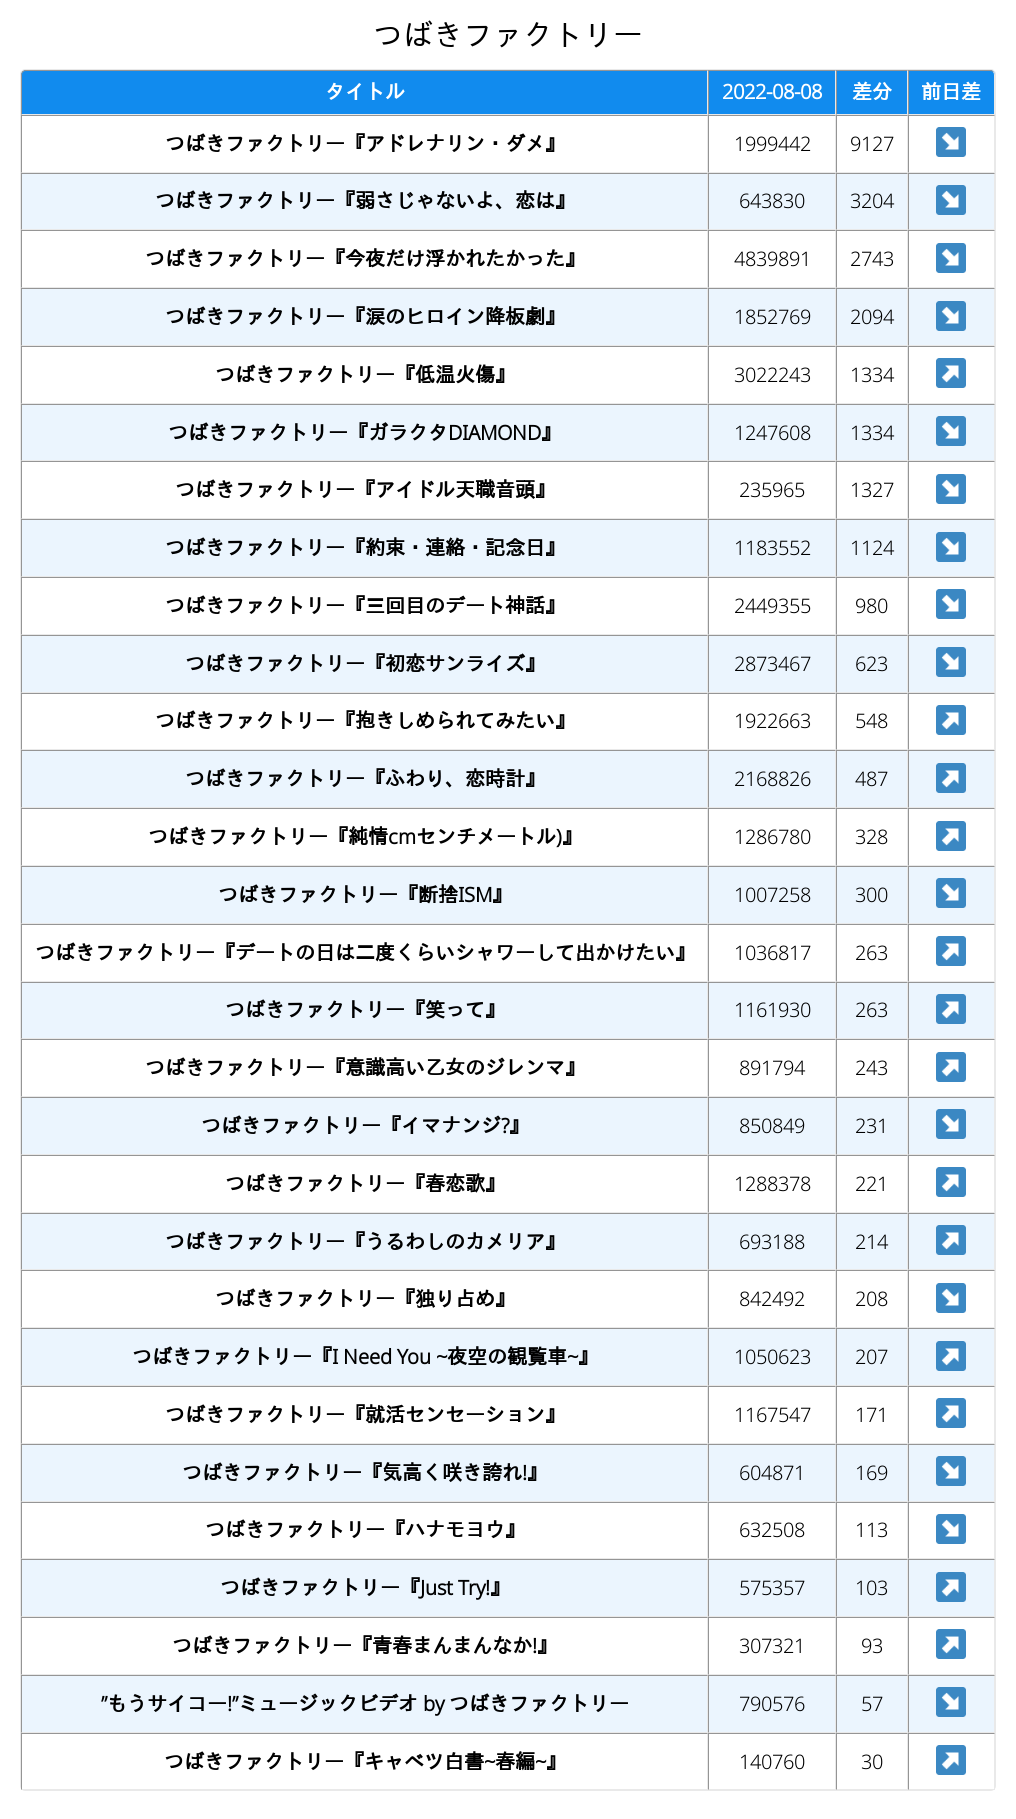 つばきファクトリー
タイトル 2022-08-08 差分 前日差
つばきファクトリー『アドレナリン・ダメ』 1999442 9127 ↘
つばきファクトリー『弱さじゃないよ、恋は』 643830 3204 ↘
つばきファクトリー『今夜だけ浮かれたかった』 4839891 2743 ↘
つばきファクトリー『涙のヒロイン降板劇』 1852769 2094 ↘
つばきファクトリー『低温火傷』 3022243 1334 ↗
つばきファクトリー『ガラクタDIAMOND』 1247608 1334 ↘
つばきファクトリー『アイドル天職音頭』 235965 1327 ↘
つばきファクトリー『約束・連絡・記念日』 1183552 1124 ↘
つばきファクトリー『三回目のデート神話』 2449355 980 ↘
つばきファクトリー『初恋サンライズ』 2873467 623 ↘
つばきファクトリー『抱きしめられてみたい』 1922663 548 ↗
つばきファクトリー『ふわり、恋時計』 2168826 487 ↗
つばきファクトリー『純情cmセンチメートル)』 1286780 328 ↗
つばきファクトリー『断捨ISM』 1007258 300 ↘
つばきファクトリー『デートの日は二度くらいシャワーして出かけたい』 1036817 263 ↗
つばきファクトリー『笑って』 1161930 263 ↗
つばきファクトリー『意識高い乙女のジレンマ』 891794 243 ↗
つばきファクトリー『イマナンジ?』 850849 231 ↘
つばきファクトリー『春恋歌』 1288378 221 ↗
つばきファクトリー『うるわしのカメリア』 693188 214 ↗
つばきファクトリー『独り占め』 842492 208 ↘
つばきファクトリー『I Need You ~夜空の観覧車~』 1050623 207 ↗
つばきファクトリー『就活センセーション』 1167547 171 ↗
つばきファクトリー『気高く咲き誇れ!』 604871 169 ↘
つばきファクトリー『ハナモヨウ』 632508 113 ↘
つばきファクトリー『Just Try!』 575357 103 ↗
つばきファクトリー『青春まんまんなか!』 307321 93 ↗
”もうサイコー!”ミュージックビデオ by つばきファクトリー 790576 57 ↘
つばきファクトリー『キャベツ白書~春編~』 140760 30 ↗